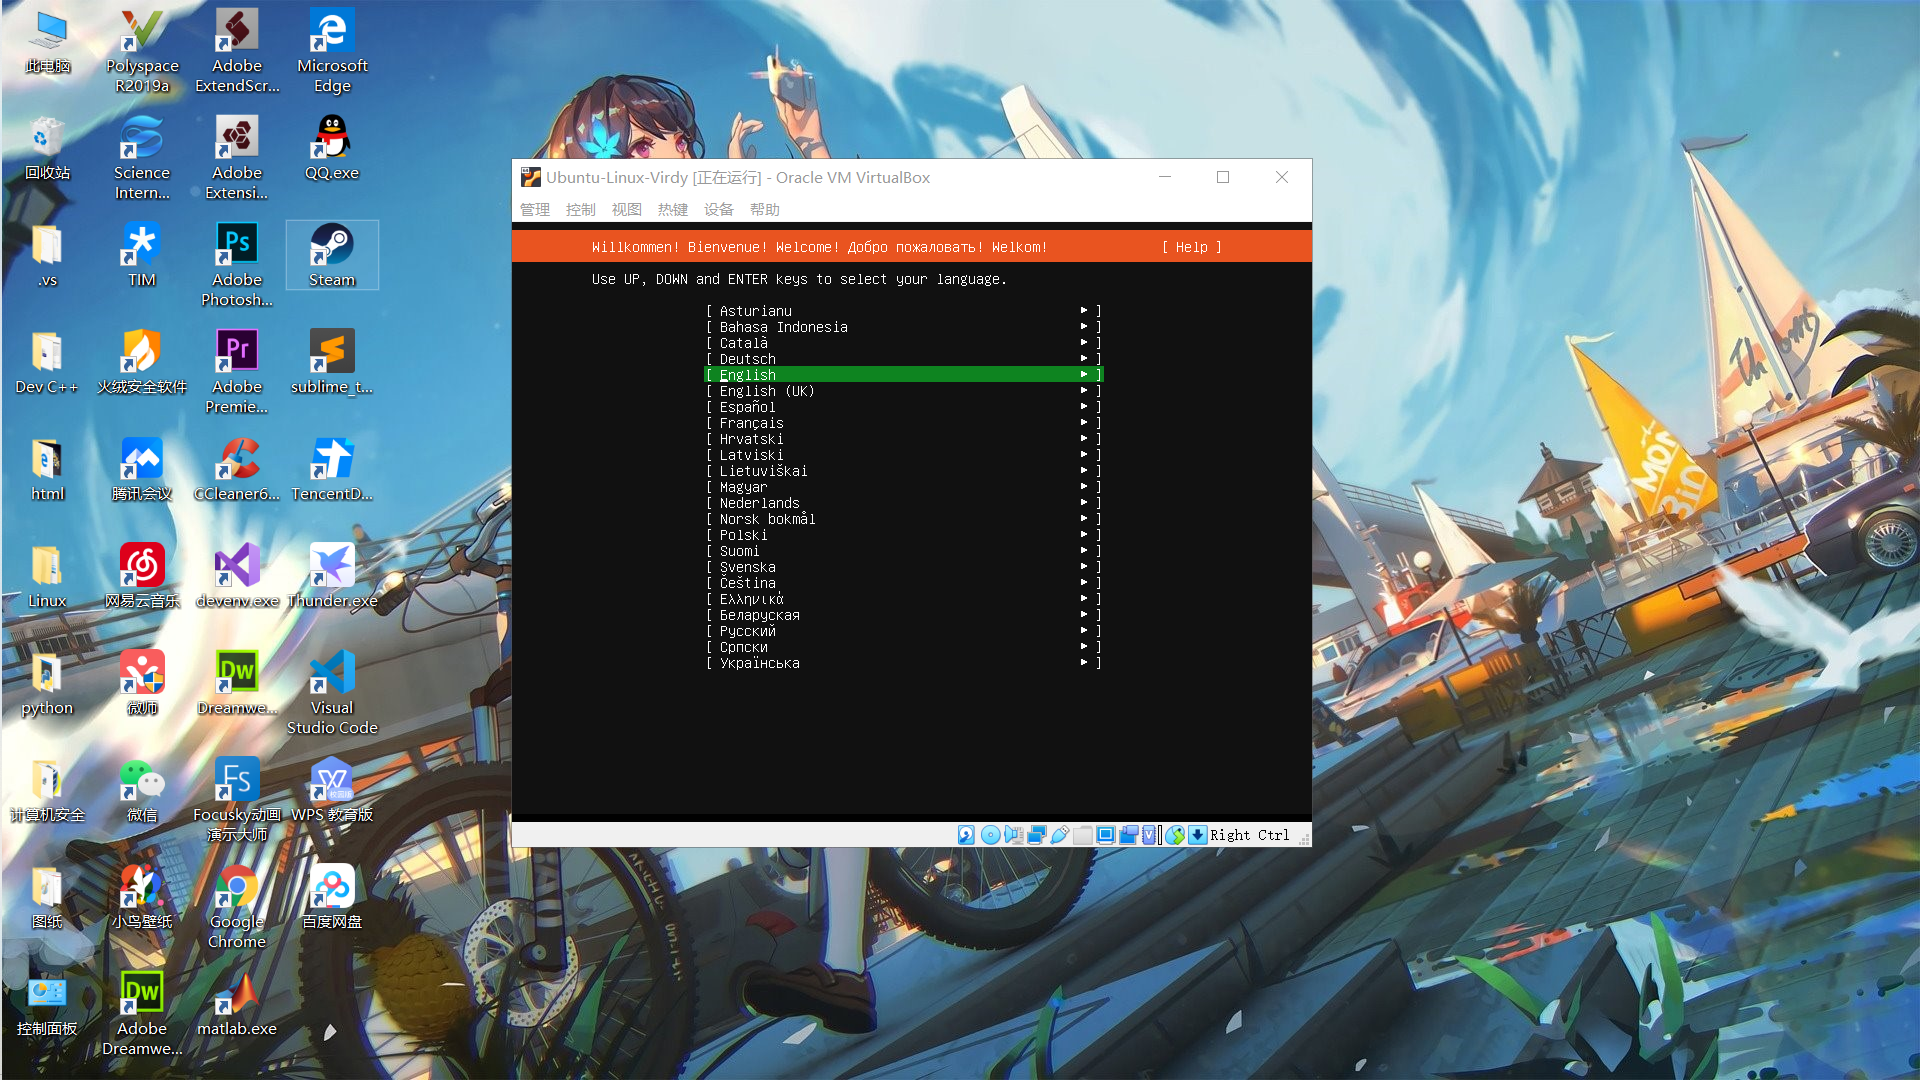 此电脑
Polyspace R2019a
Adobe ExtendScr...
Microsoft Edge
回收站
Science Intern...
Adobe Extensi...
QQ.exe
.vs
TIM
Adobe Photosh...
Steam
Dev C++
火绒安全软件
Adobe Premie...
sublime_t...
html
腾讯会议
CCleaner6...
TencentD...
Linux
网易云音乐
devenv.exe
Thunder.exe
python
微师
Dreamwe...
Visual Studio Code
计算机安全
微信
Focusky动画演示大师
WPS 教育版
图纸
小鸟壁纸
Google Chrome
百度网盘
控制面板
Adobe Dreamwe...
matlab.exe
Ubuntu-Linux-Virdy [正在运行] - Oracle VM VirtualBox
管理 控制 视图 热键 设备 帮助
Willkommen! Bienvenue! Welcome! Добро пожаловать! Welkom! [ Help ]
Use UP, DOWN and ENTER keys to select your language.
[ Asturianu ► ]
[ Bahasa Indonesia ► ]
[ Català ► ]
[ Deutsch ► ]
[ English ► ]
[ English (UK) ► ]
[ Español ► ]
[ Français ► ]
[ Hrvatski ► ]
[ Latviski ► ]
[ Lietuviškai ► ]
[ Magyar ► ]
[ Nederlands ► ]
[ Norsk bokmål ► ]
[ Polski ► ]
[ Suomi ► ]
[ Svenska ► ]
[ Čeština ► ]
[ Ελληνικά ► ]
[ Беларуская ► ]
[ Русский ► ]
[ Српски ► ]
[ Українська ► ]
Right Ctrl